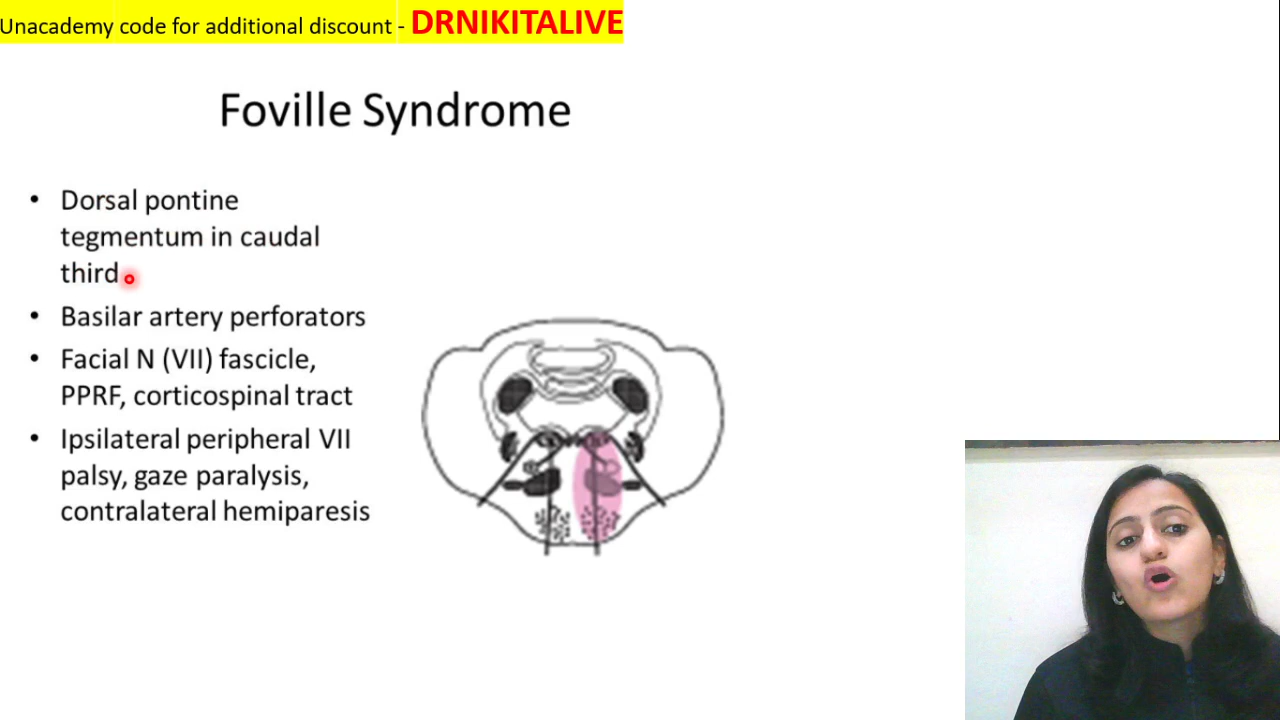 Unacademy code for additional discount - DRNIKITALIVE
Foville Syndrome
• Dorsal pontine
tegmentum in caudal
third
• Basilar artery perforators
• Facial N (VII) fascicle,
PPRF, corticospinal tract
• Ipsilateral peripheral VII
palsy, gaze paralysis,
contralateral hemiparesis